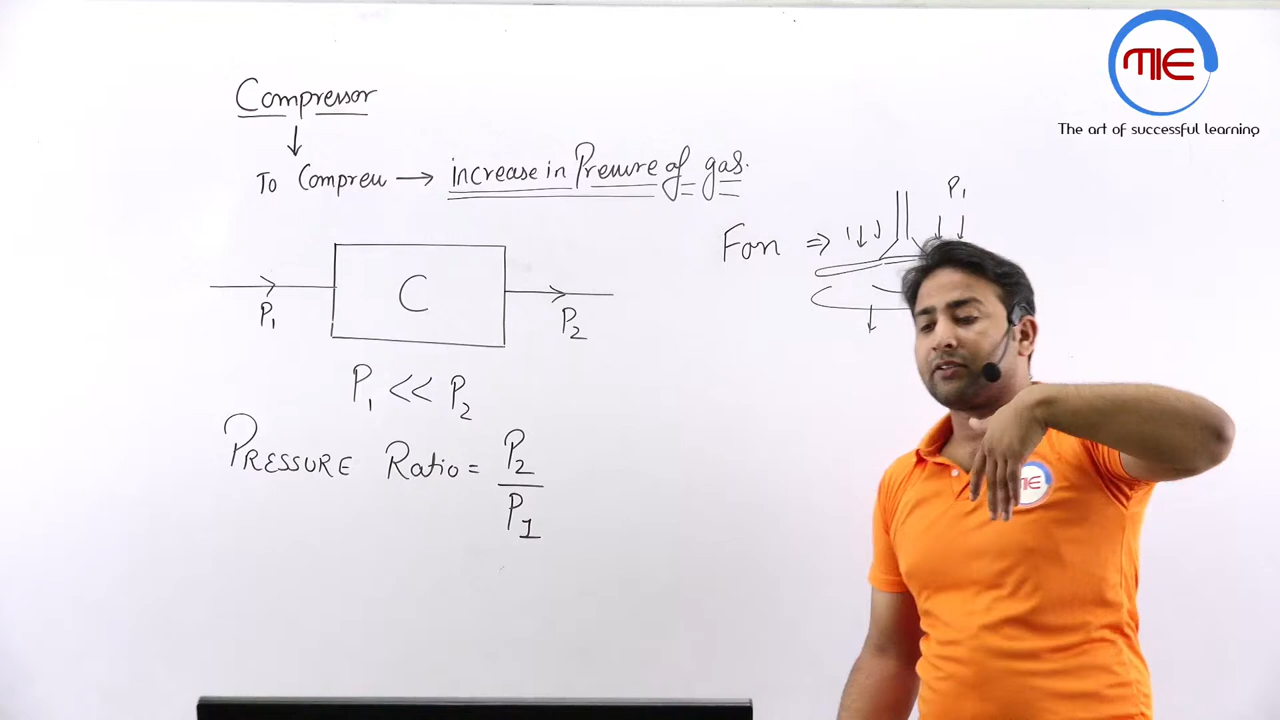 Compressor
To Compress → increase in Pressure of gas.
P1
Fan ⇒
C
P1
P2
P1 << P2
PRESSURE Ratio = P2
P1
MIE
The art of successful learning
MIE